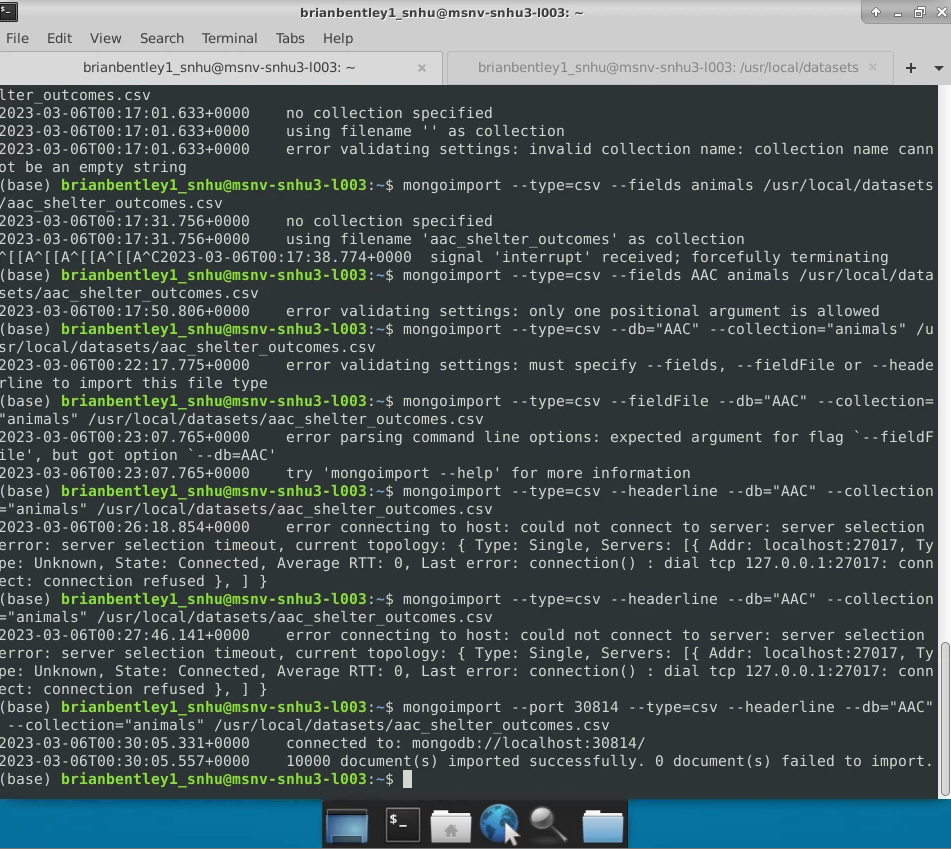 brianbentley1_snhu@msnv-snhu3-l003: ~
File Edit View Search Terminal Tabs Help
brianbentley1_snhu@msnv-snhu3-l003: ~ × brianbentley1_snhu@msnv-snhu3-l003: /usr/local/datasets × +
lter_outcomes.csv
2023-03-06T00:17:01.633+0000    no collection specified
2023-03-06T00:17:01.633+0000    using filename '' as collection
2023-03-06T00:17:01.633+0000    error validating settings: invalid collection name: collection name cann
ot be an empty string
(base) brianbentley1_snhu@msnv-snhu3-l003:~$ mongoimport --type=csv --fields animals /usr/local/datasets
/aac_shelter_outcomes.csv
2023-03-06T00:17:31.756+0000    no collection specified
2023-03-06T00:17:31.756+0000    using filename 'aac_shelter_outcomes' as collection
^[[A^[[A^[[A^[[A^C2023-03-06T00:17:38.774+0000  signal 'interrupt' received; forcefully terminating
(base) brianbentley1_snhu@msnv-snhu3-l003:~$ mongoimport --type=csv --fields AAC animals /usr/local/data
sets/aac_shelter_outcomes.csv
2023-03-06T00:17:50.806+0000    error validating settings: only one positional argument is allowed
(base) brianbentley1_snhu@msnv-snhu3-l003:~$ mongoimport --type=csv --db="AAC" --collection="animals" /u
sr/local/datasets/aac_shelter_outcomes.csv
2023-03-06T00:22:17.775+0000    error validating settings: must specify --fields, --fieldFile or --heade
rline to import this file type
(base) brianbentley1_snhu@msnv-snhu3-l003:~$ mongoimport --type=csv --fieldFile --db="AAC" --collection=
"animals" /usr/local/datasets/aac_shelter_outcomes.csv
2023-03-06T00:23:07.765+0000    error parsing command line options: expected argument for flag `--fieldF
ile', but got option `--db=AAC'
2023-03-06T00:23:07.765+0000    try 'mongoimport --help' for more information
(base) brianbentley1_snhu@msnv-snhu3-l003:~$ mongoimport --type=csv --headerline --db="AAC" --collection
="animals" /usr/local/datasets/aac_shelter_outcomes.csv
2023-03-06T00:26:18.854+0000    error connecting to host: could not connect to server: server selection
error: server selection timeout, current topology: { Type: Single, Servers: [{ Addr: localhost:27017, Ty
pe: Unknown, State: Connected, Average RTT: 0, Last error: connection() : dial tcp 127.0.0.1:27017: conn
ect: connection refused }, ] }
(base) brianbentley1_snhu@msnv-snhu3-l003:~$ mongoimport --type=csv --headerline --db="AAC" --collection
="animals" /usr/local/datasets/aac_shelter_outcomes.csv
2023-03-06T00:27:46.141+0000    error connecting to host: could not connect to server: server selection
error: server selection timeout, current topology: { Type: Single, Servers: [{ Addr: localhost:27017, Ty
pe: Unknown, State: Connected, Average RTT: 0, Last error: connection() : dial tcp 127.0.0.1:27017: conn
ect: connection refused }, ] }
(base) brianbentley1_snhu@msnv-snhu3-l003:~$ mongoimport --port 30814 --type=csv --headerline --db="AAC"
 --collection="animals" /usr/local/datasets/aac_shelter_outcomes.csv
2023-03-06T00:30:05.331+0000    connected to: mongodb://localhost:30814/
2023-03-06T00:30:05.557+0000    10000 document(s) imported successfully. 0 document(s) failed to import.
(base) brianbentley1_snhu@msnv-snhu3-l003:~$